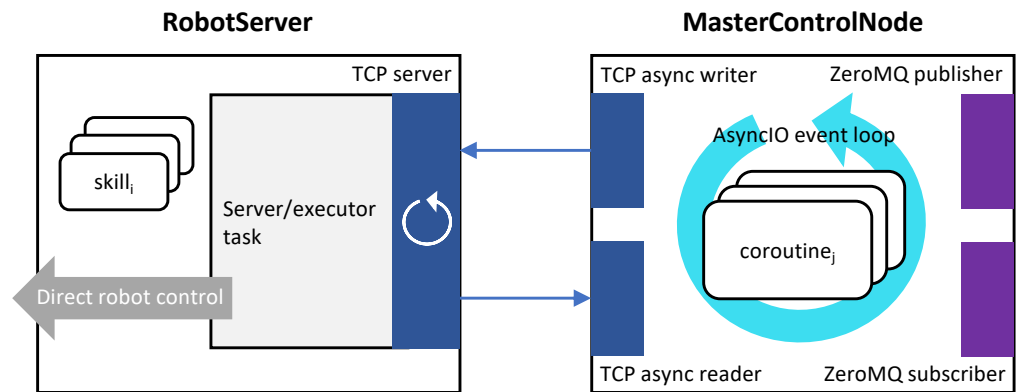 RobotServer
MasterControlNode
TCP server
skillᵢ
Server/executor
task
Direct robot control
TCP async writer
ZeroMQ publisher
AsyncIO event loop
coroutineⱼ
TCP async reader
ZeroMQ subscriber